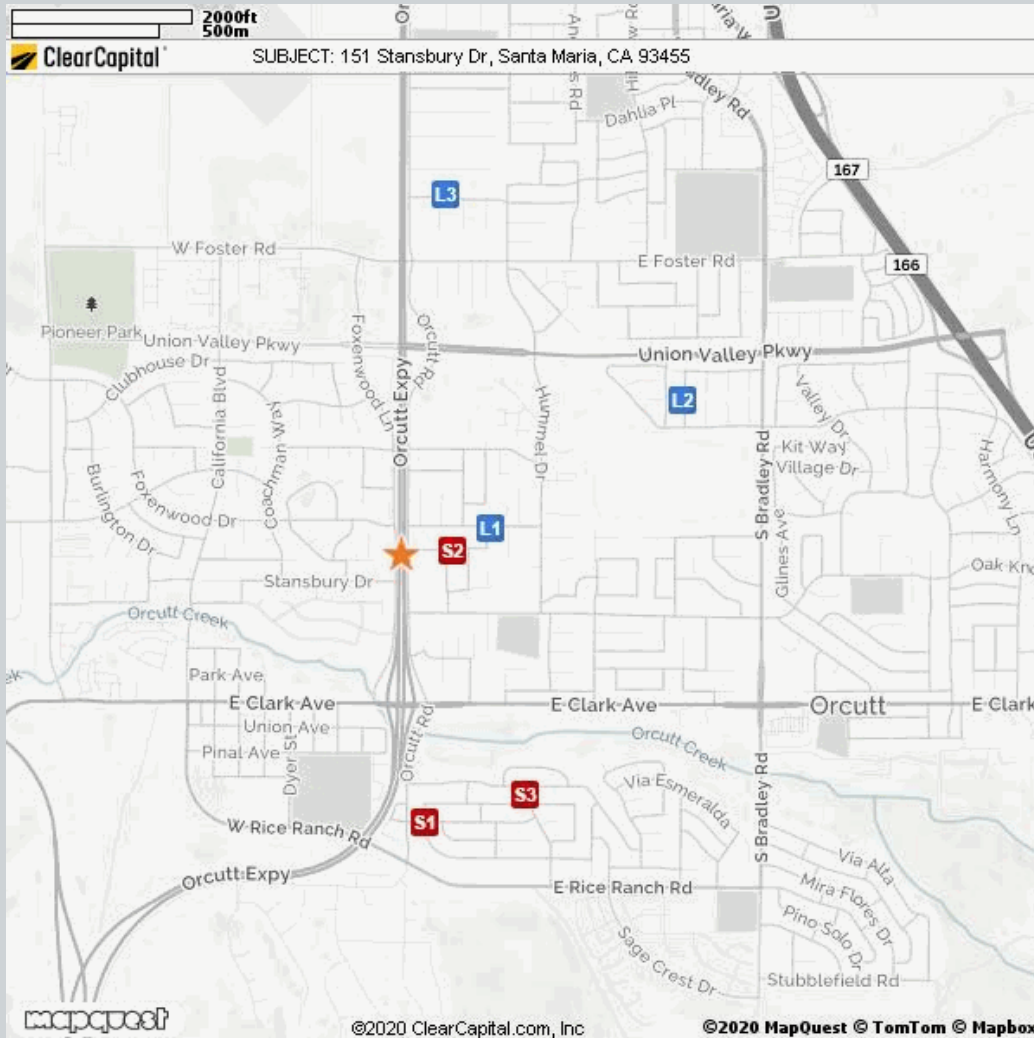 2000ft
500m
ClearCapital
SUBJECT: 151 Stansbury Dr, Santa Maria, CA 93455
Dahlia Pl
167
L3
W Foster Rd
E Foster Rd
166
Pioneer Park
Union Valley Pkwy
Foxenwood Ln
Orcutt Rd
Union Valley Pkwy
Clubhouse Dr
California Blvd
Coachman Way
Orcutt Expy
Hummel Dr
L2
Valley Dr
Kit Way
Village Dr
S Bradley Rd
Harmony Ln
Burlington Dr
Foxenwood Dr
L1
S2
Glines Ave
Stansbury Dr
Orcutt Creek
Park Ave
E Clark Ave
E Clark Ave
Orcutt
E Clark
Union Ave
Pinal Ave
Dyer St
Orcutt Rd
Orcutt Creek
S3
Via Esmeralda
S Bradley Rd
S1
W Rice Ranch Rd
Orcutt Expy
E Rice Ranch Rd
Via Alta
Mira Flores Dr
Pino Solo Dr
Sage Crest Dr
Stubblefield Rd
mapquest
©2020 ClearCapital.com, Inc
©2020 MapQuest © TomTom © Mapbox